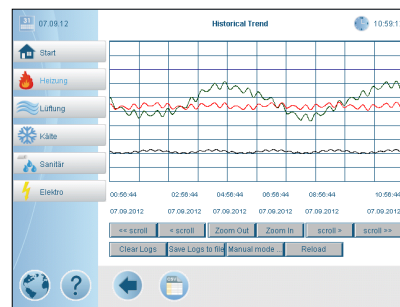 31 07.09.12 Historical Trend 10:59:1
Start
Heizung
Lüftung
Kälte
Sanitär
Elektro
00:56:44 02:56:44 04:56:44 06:56:44 08:56:44 10:56:44
07.09.2012 07.09.2012 07.09.2012 07.09.2012 07.09.2012 07.09.2012
<< scroll < scroll Zoom Out Zoom In scroll > scroll >>
Clear Logs Save Logs to file Manual mode ... Reload
?